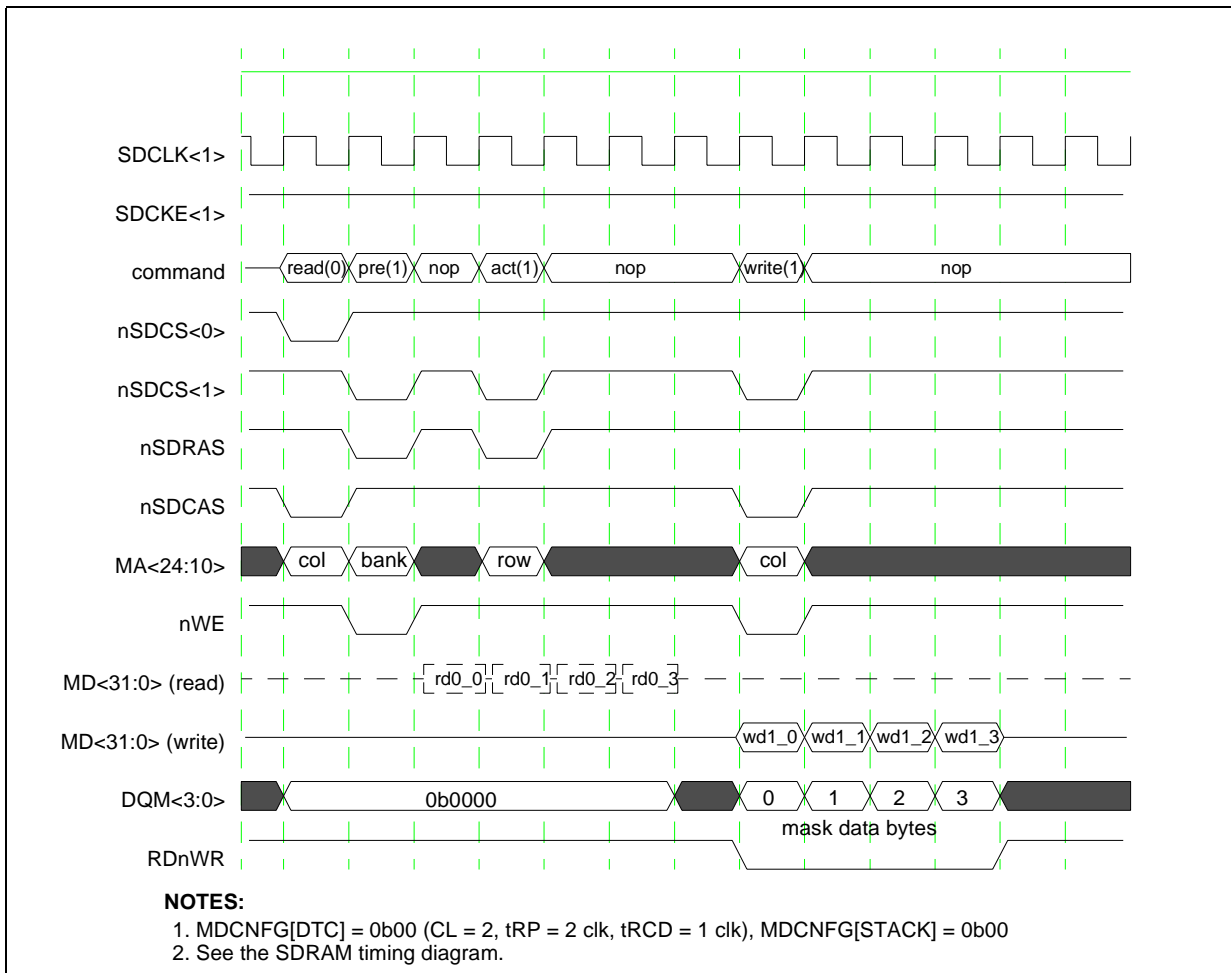 SDCLK<1>
SDCKE<1>
command read(0) pre(1) nop act(1) nop write(1) nop
nSDCS<0>
nSDCS<1>
nSDRAS
nSDCAS
MA<24:10> col bank row col
nWE
MD<31:0> (read) rd0_0 rd0_1 rd0_2 rd0_3
MD<31:0> (write) wd1_0 wd1_1 wd1_2 wd1_3
DQM<3:0> 0b0000 0 1 2 3
mask data bytes
RDnWR
NOTES:
1. MDCNFG[DTC] = 0b00 (CL = 2, tRP = 2 clk, tRCD = 1 clk), MDCNFG[STACK] = 0b00
2. See the SDRAM timing diagram.